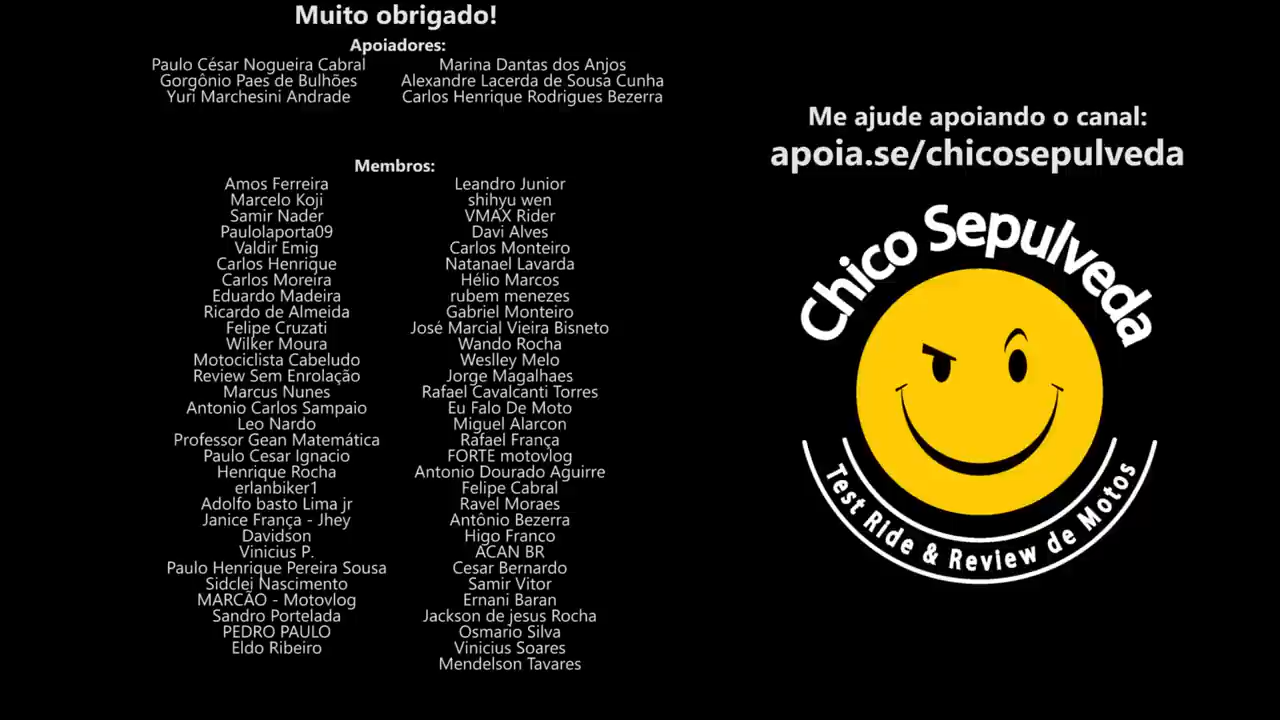 Muito obrigado!
Apoiadores:
Paulo César Nogueira Cabral
Gorgônio Paes de Bulhões
Yuri Marchesini Andrade
Marina Dantas dos Anjos
Alexandre Lacerda de Sousa Cunha
Carlos Henrique Rodrigues Bezerra
Membros:
Amos Ferreira
Marcelo Koji
Samir Nader
Paulolaporta09
Valdir Emig
Carlos Henrique
Carlos Moreira
Eduardo Madeira
Ricardo de Almeida
Felipe Cruzati
Wilker Moura
Motociclista Cabeludo
Review Sem Enrolação
Marcus Nunes
Antonio Carlos Sampaio
Leo Nardo
Professor Gean Matemática
Paulo Cesar Ignacio
Henrique Rocha
erlanbiker1
Adolfo basto Lima jr
Janice França - Jhey
Davidson
Vinicius P.
Paulo Henrique Pereira Sousa
Sidclei Nascimento
MARCÃO - Motovlog
Sandro Portelada
PEDRO PAULO
Eldo Ribeiro
Leandro Junior
shihyu wen
VMAX Rider
Davi Alves
Carlos Monteiro
Natanael Lavarda
Hélio Marcos
rubem menezes
Gabriel Monteiro
José Marcial Vieira Bisneto
Wando Rocha
Weslley Melo
Jorge Magalhaes
Rafael Cavalcanti Torres
Eu Falo De Moto
Miguel Alarcon
Rafael França
FORTE motovlog
Antonio Dourado Aguirre
Felipe Cabral
Ravel Moraes
Antônio Bezerra
Higo Franco
ACAN BR
Cesar Bernardo
Samir Vitor
Ernani Baran
Jackson de jesus Rocha
Osmario Silva
Vinicius Soares
Mendelson Tavares
Me ajude apoiando o canal:
apoia.se/chicosepulveda
Chico Sepulveda
Test Ride & Review de Motos